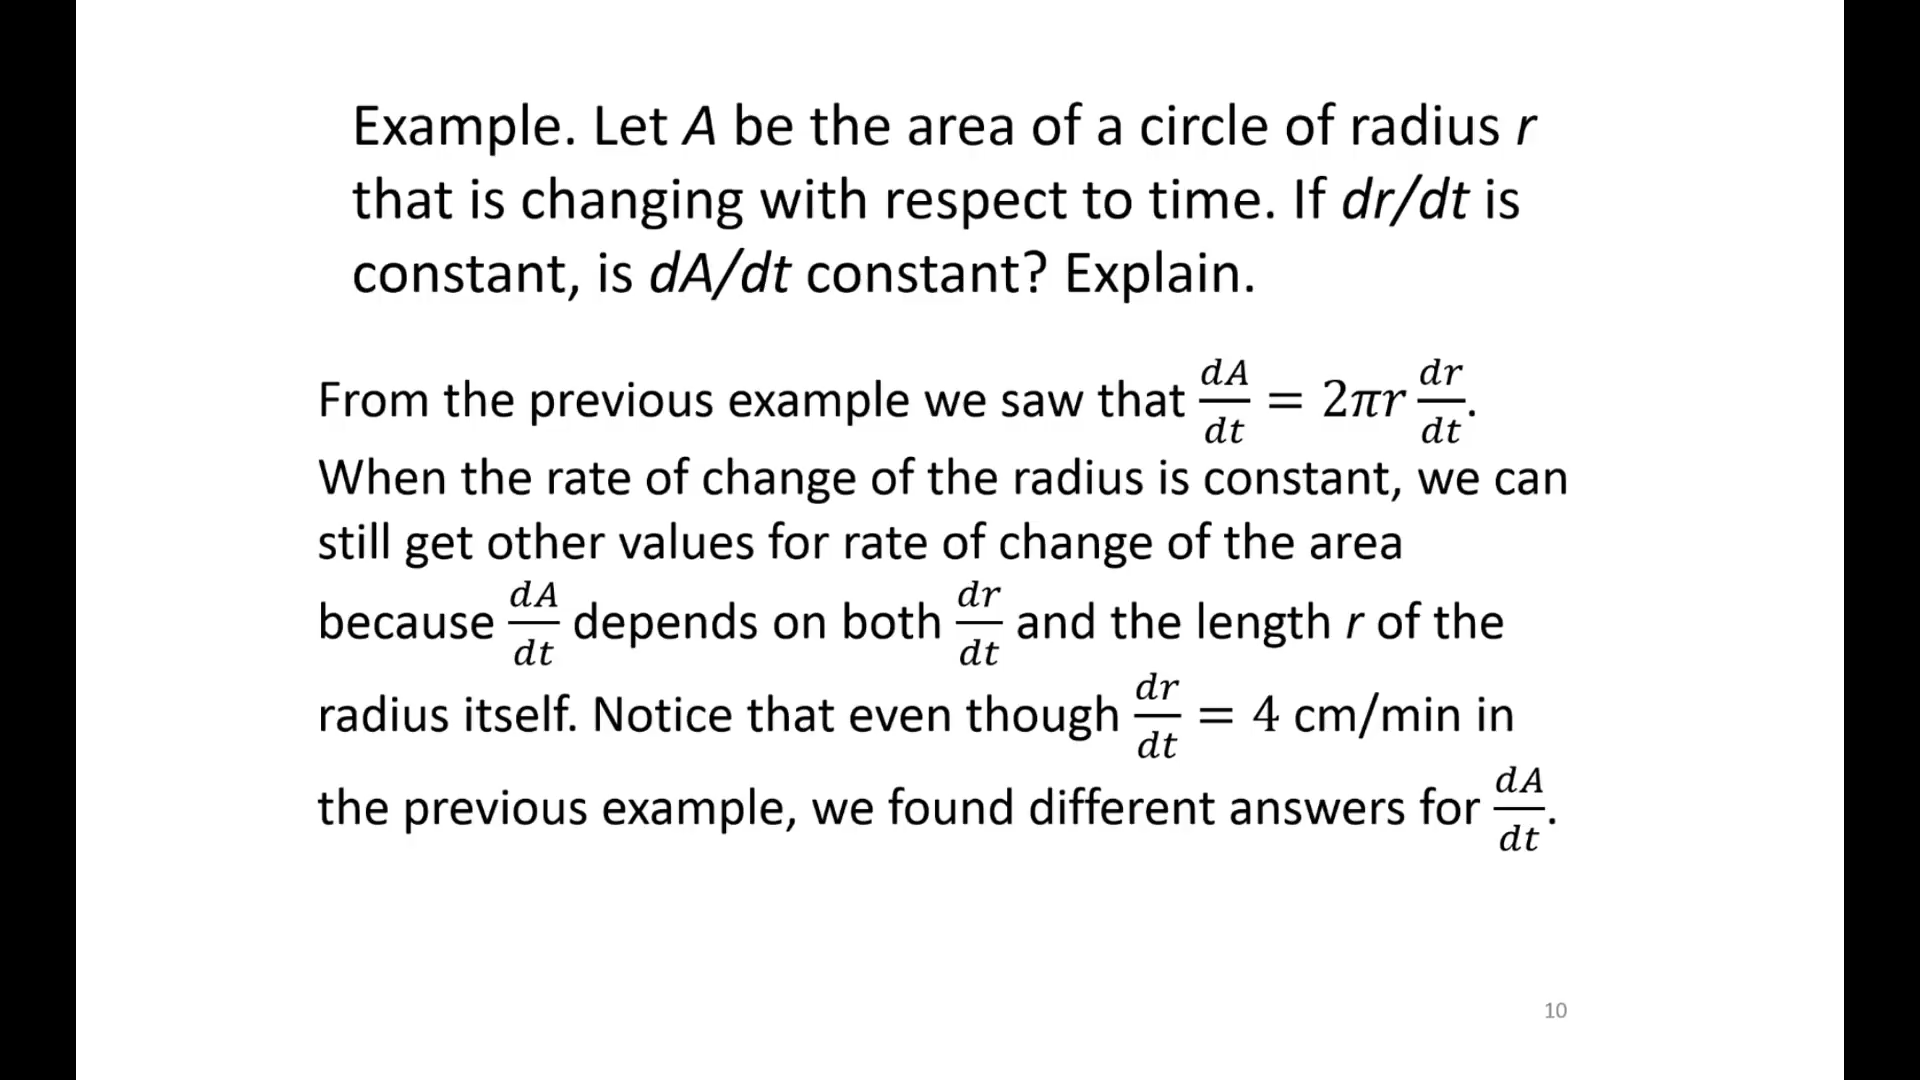 Example. Let A be the area of a circle of radius r
that is changing with respect to time. If dr/dt is
constant, is dA/dt constant? Explain.
From the previous example we saw that dA/dt = 2πr dr/dt.
When the rate of change of the radius is constant, we can
still get other values for rate of change of the area
because dA/dt depends on both dr/dt and the length r of the
radius itself. Notice that even though dr/dt = 4 cm/min in
the previous example, we found different answers for dA/dt.
10